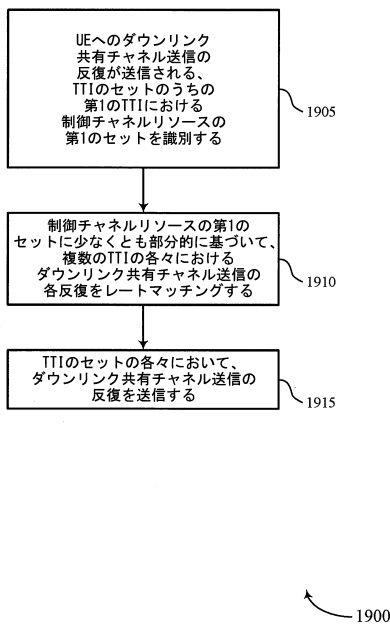 UEへのダウンリンク
共有チャネル送信の
反復が送信される、
TTIのセットのうちの
第1のTTIにおける
制御チャネルリソースの
第1のセットを識別する
1905
制御チャネルリソースの第1の
セットに少なくとも部分的に基づいて、
複数のTTIの各々における
ダウンリンク共有チャネル送信の
各反復をレートマッチングする
1910
TTIのセットの各々において、
ダウンリンク共有チャネル送信の
反復を送信する
1915
1900